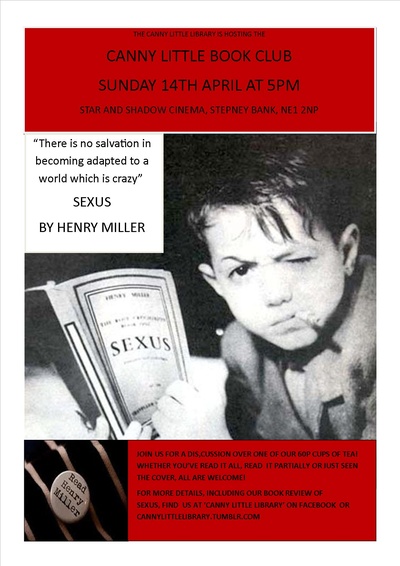 THE CANNY LITTLE LIBRARY IS HOSTING THE
CANNY LITTLE BOOK CLUB
SUNDAY 14TH APRIL AT 5PM
STAR AND SHADOW CINEMA, STEPNEY BANK, NE1 2NP
“There is no salvation in
becoming adapted to a
world which is crazy”
SEXUS
BY HENRY MILLER
HENRY MILLER
THE ROSY CRUCIFIXION
BOOK ONE
SEXUS
Read
Henry
Miller
JOIN US FOR A DISCUSSION OVER ONE OF OUR 60P CUPS OF TEA!
WHETHER YOU'VE READ IT ALL, READ IT PARTIALLY OR JUST SEEN
THE COVER, ALL ARE WELCOME!
FOR MORE DETAILS, INCLUDING OUR BOOK REVIEW OF
SEXUS, FIND US AT 'CANNY LITTLE LIBRARY' ON FACEBOOK OR
CANNYLITTLELIBRARY.TUMBLR.COM